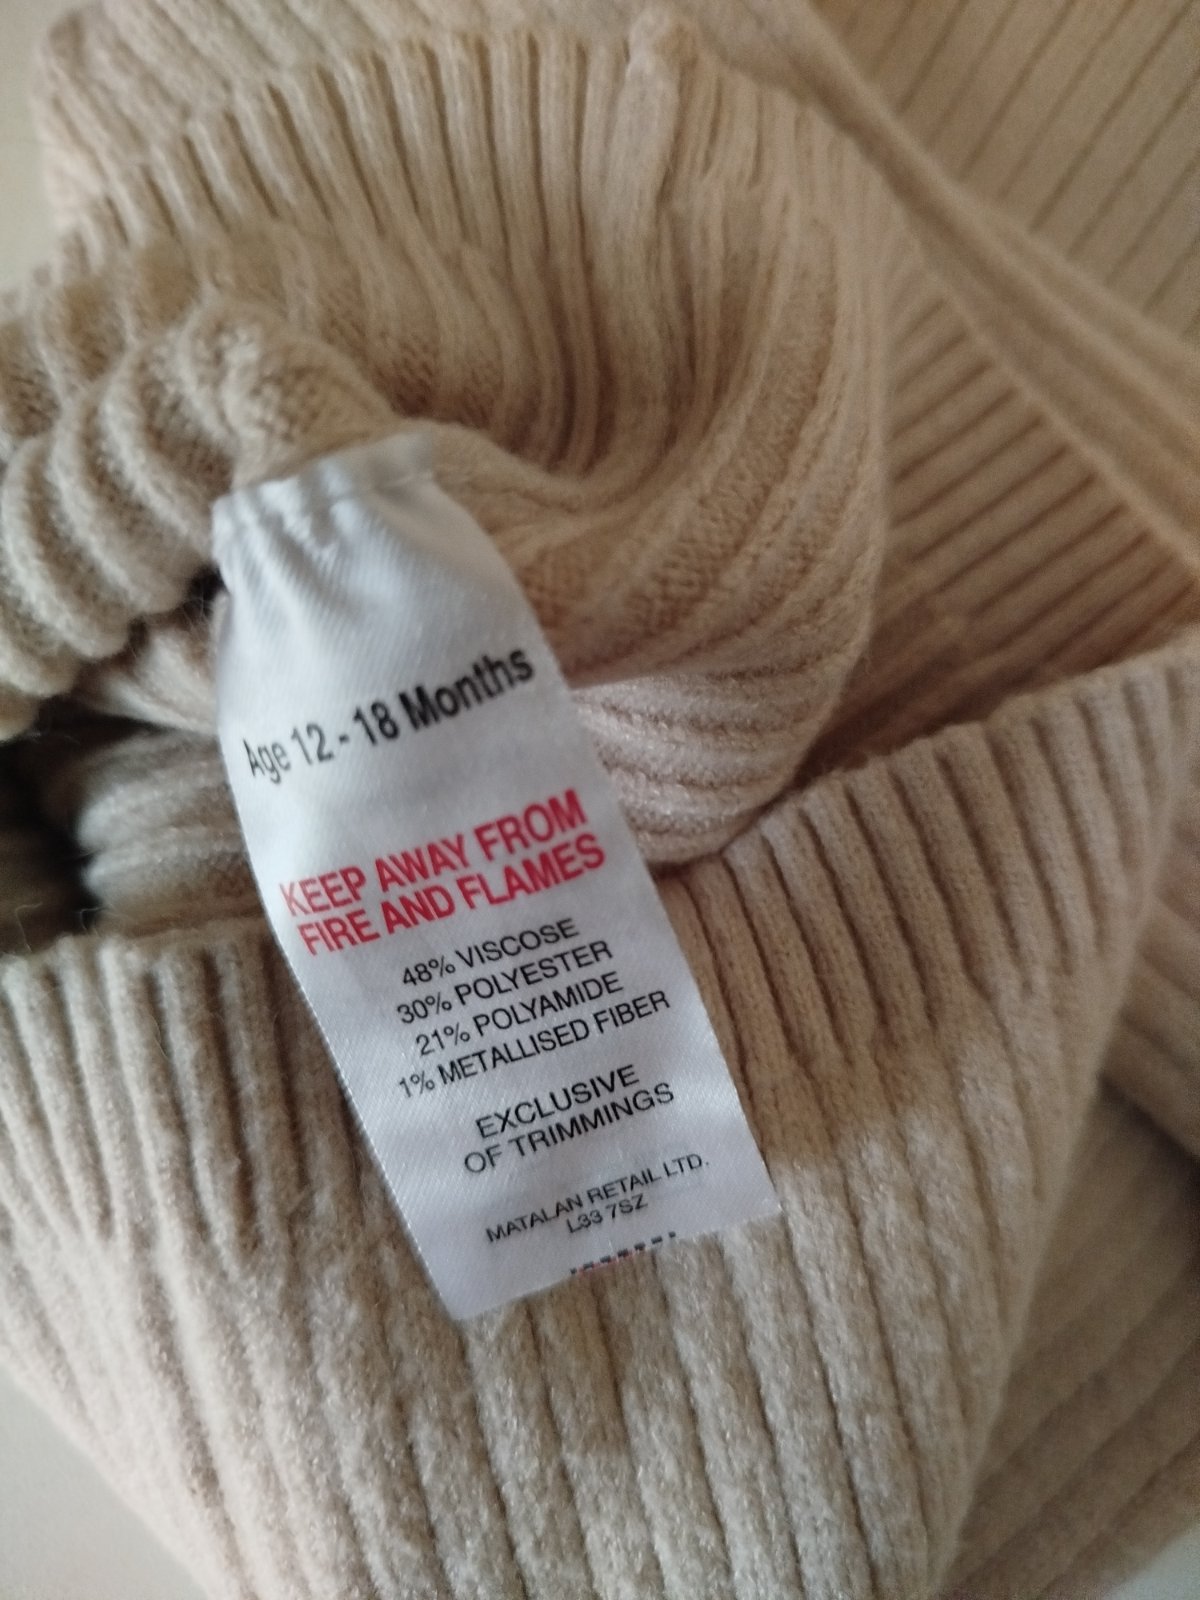 Age 12 - 18 Months
KEEP AWAY FROM
FIRE AND FLAMES
48% VISCOSE
30% POLYESTER
21% POLYAMIDE
1% METALLISED FIBER
EXCLUSIVE
OF TRIMMINGS
MATALAN RETAIL LTD.
L33 7SZ